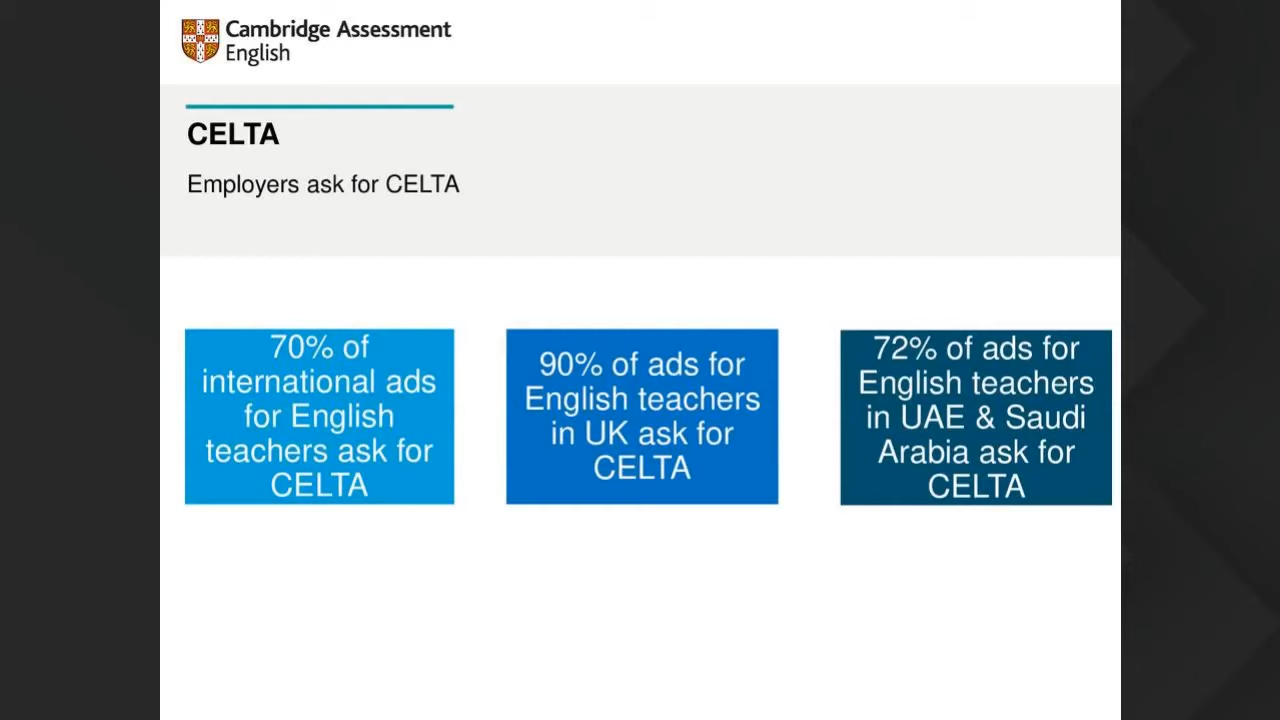 Cambridge Assessment
English
CELTA
Employers ask for CELTA
70% of
international ads
for English
teachers ask for
CELTA
90% of ads for
English teachers
in UK ask for
CELTA
72% of ads for
English teachers
in UAE & Saudi
Arabia ask for
CELTA